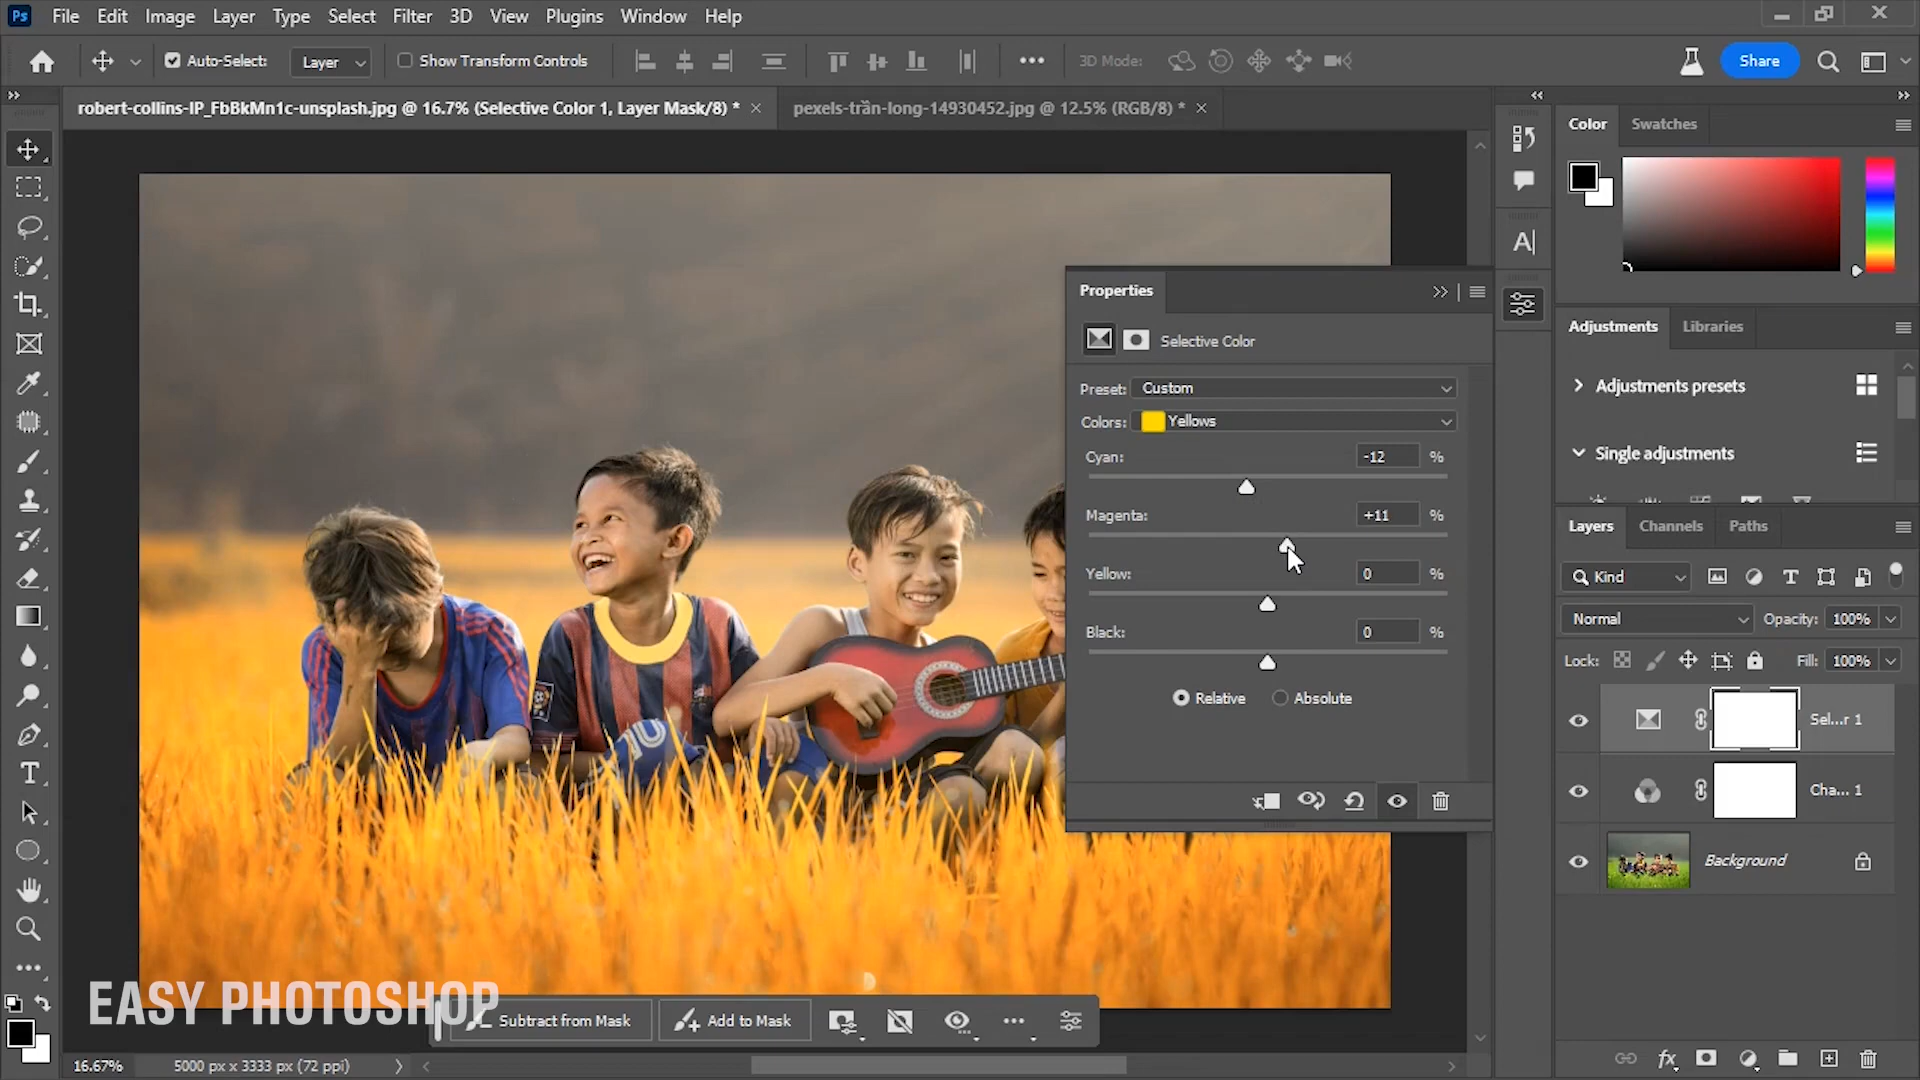 Ps File Edit Image Layer Type Select Filter 3D View Plugins Window Help
Auto-Select: Layer Show Transform Controls 3D Mode: Share
robert-collins-IP_FbBkMn1c-unsplash.jpg @ 16.7% (Selective Color 1, Layer Mask/8) * pexels-trần-long-14930452.jpg @ 12.5% (RGB/8) *
Color Swatches
Properties
Selective Color
Preset: Custom
Colors: Yellows
Cyan: -12 %
Magenta: +11 %
Yellow: 0 %
Black: 0 %
Relative Absolute
Adjustments Libraries
Adjustments presets
Single adjustments
Layers Channels Paths
Kind
Normal Opacity: 100%
Lock: Fill: 100%
Sel...r 1
Cha... 1
Background
10
EASY PHOTOSHOP
Subtract from Mask Add to Mask
16.67% 5000 px x 3333 px (72 ppi)